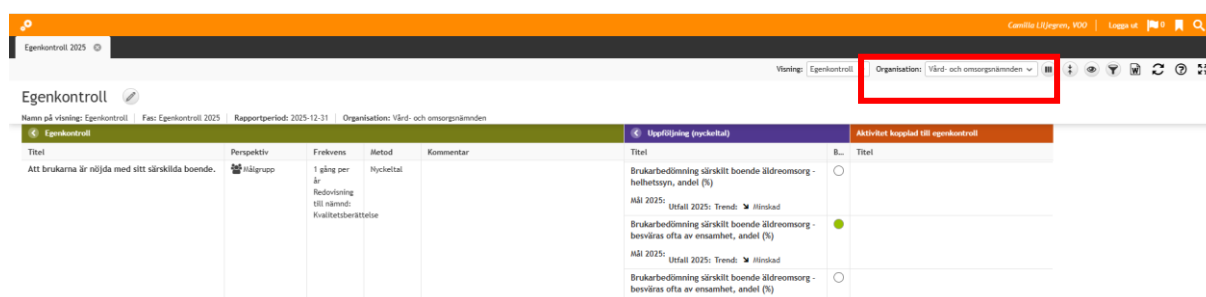 Camilla Liljegren, VOO | Logga ut 0
Egenkontroll 2025
Visning: Egenkontroll Organisation: Vård- och omsorgsnämnden
Egenkontroll
Namn på visning: Egenkontroll | Fas: Egenkontroll 2025 | Rapportperiod: 2025-12-31 | Organisation: Vård- och omsorgsnämnden
Egenkontroll Uppföljning (nyckeltal) Aktivitet kopplad till egenkontroll
Titel Perspektiv Frekvens Metod Kommentar Titel B... Titel
Att brukarna är nöjda med sitt särskilda boende. Målgrupp
1 gång per
år
Redovisning
till nämnd:
Kvalitetsberättelse
Nyckeltal
Brukarbedömning särskilt boende äldreomsorg -
helhetssyn, andel (%)
Mål 2025:
Utfall 2025: Trend: Minskad
Brukarbedömning särskilt boende äldreomsorg -
besväras ofta av ensamhet, andel (%)
Mål 2025:
Utfall 2025: Trend: Minskad
Brukarbedömning särskilt boende äldreomsorg -
besväras ofta av ensamhet, andel (%)